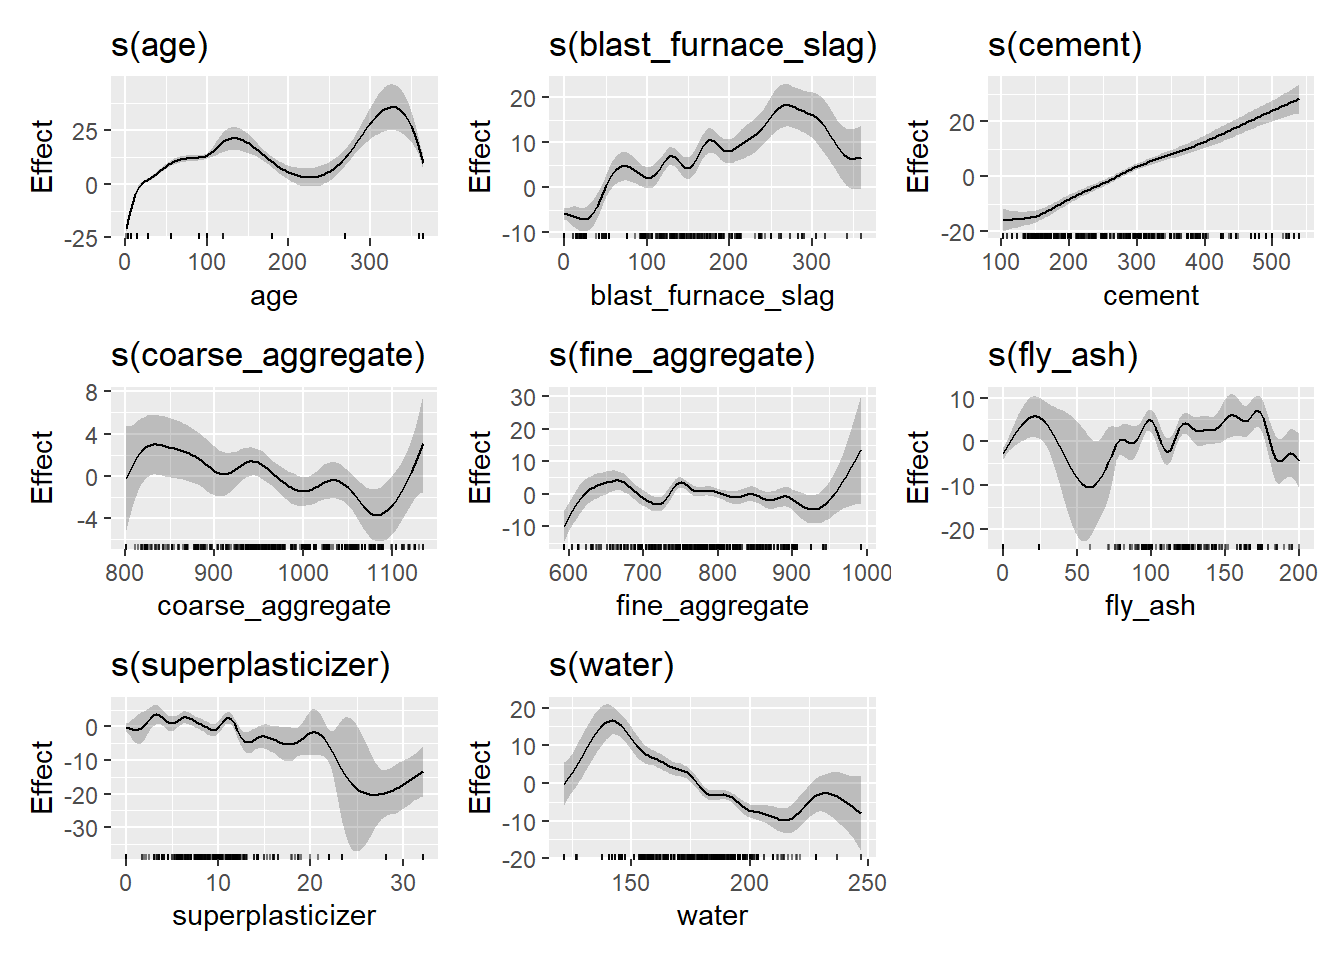 s(age)
Effect
25
0
-25
0 100 200 300
age
s(blast_furnace_slag)
Effect
20
10
0
-10
0 100 200 300
blast_furnace_slag
s(cement)
Effect
20
0
-20
100 200 300 400 500
cement
s(coarse_aggregate)
Effect
8
4
0
-4
800 900 1000 1100
coarse_aggregate
s(fine_aggregate)
Effect
30
20
10
0
-10
600 700 800 900 1000
fine_aggregate
s(fly_ash)
Effect
10
0
-10
-20
0 50 100 150 200
fly_ash
s(superplasticizer)
Effect
0
-10
-20
-30
0 10 20 30
superplasticizer
s(water)
Effect
20
10
0
-10
-20
150 200 250
water